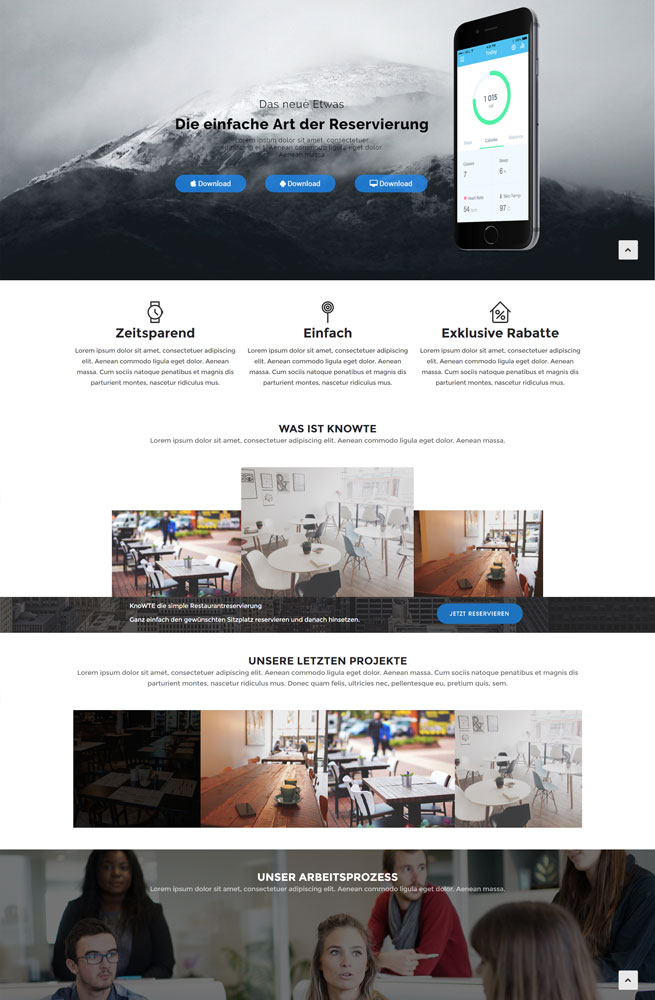 Das neue Etwas
Die einfache Art der Reservierung
Lorem ipsum dolor sit amet, consectetuer
adipiscing elit. Aenean commodo ligula eget dolor
Aenean massa
Download
Download
Download
Today
1 015
Calories
7
6
Heart Rate
Skin Temp
84
97 C
Zeitsparend
Lorem ipsum dolor sit amet, consectetuer adipiscing
elit. Aenean commodo ligula eget dolor. Aenean
massa. Cum sociis natoque penatibus et magnis dis
parturient montes, nascetur ridiculus mus.
Einfach
Lorem ipsum dolor sit amet, consectetuer adipiscing
elit. Aenean commodo ligula eget dolor. Aenean
massa. Cum sociis natoque penatibus et magnis dis
parturient montes, nascetur ridiculus mus.
Exklusive Rabatte
Lorem ipsum dolor sit amet, consectetuer adipiscing
elit. Aenean commodo ligula eget dolor. Aenean
massa. Cum sociis natoque penatibus et magnis dis
parturient montes, nascetur ridiculus mus.
WAS IST KNOWTE
Lorem ipsum dolor sit amet, consectetuer adipiscing elit. Aenean commodo ligula eget dolor. Aenean massa.
KnoWTE die simple Restaurantreservierung
Ganz einfach den gewünschten Sitzplatz reservieren und danach hinsetzen.
JETZT RESERVIEREN
UNSERE LETZTEN PROJEKTE
Lorem ipsum dolor sit amet, consectetuer adipiscing elit. Aenean commodo ligula eget dolor. Aenean massa. Cum sociis natoque penatibus et magnis dis
parturient montes, nascetur ridiculus mus. Donec quam felis, ultricies nec, pellentesque eu, pretium quis, sem.
UNSER ARBEITSPROZESS
Lorem ipsum dolor sit amet, consectetuer adipiscing elit. Aenean commodo ligula eget dolor. Aenean massa.